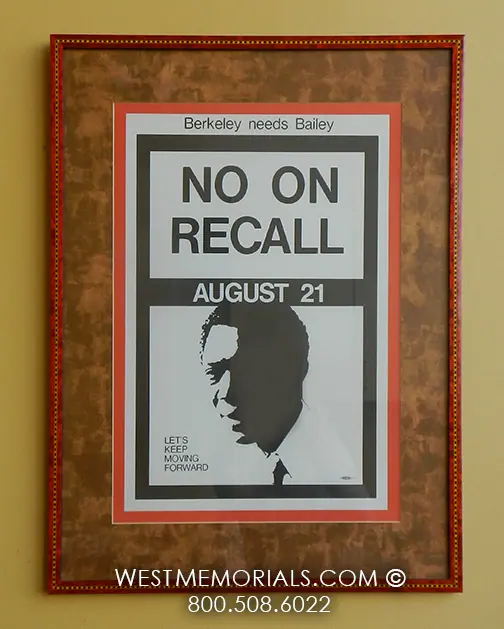 Berkeley needs Bailey
NO ON
RECALL
AUGUST 21
LET'S
KEEP
MOVING
FORWARD
WESTMEMORIALS.COM ©
800.508.6022